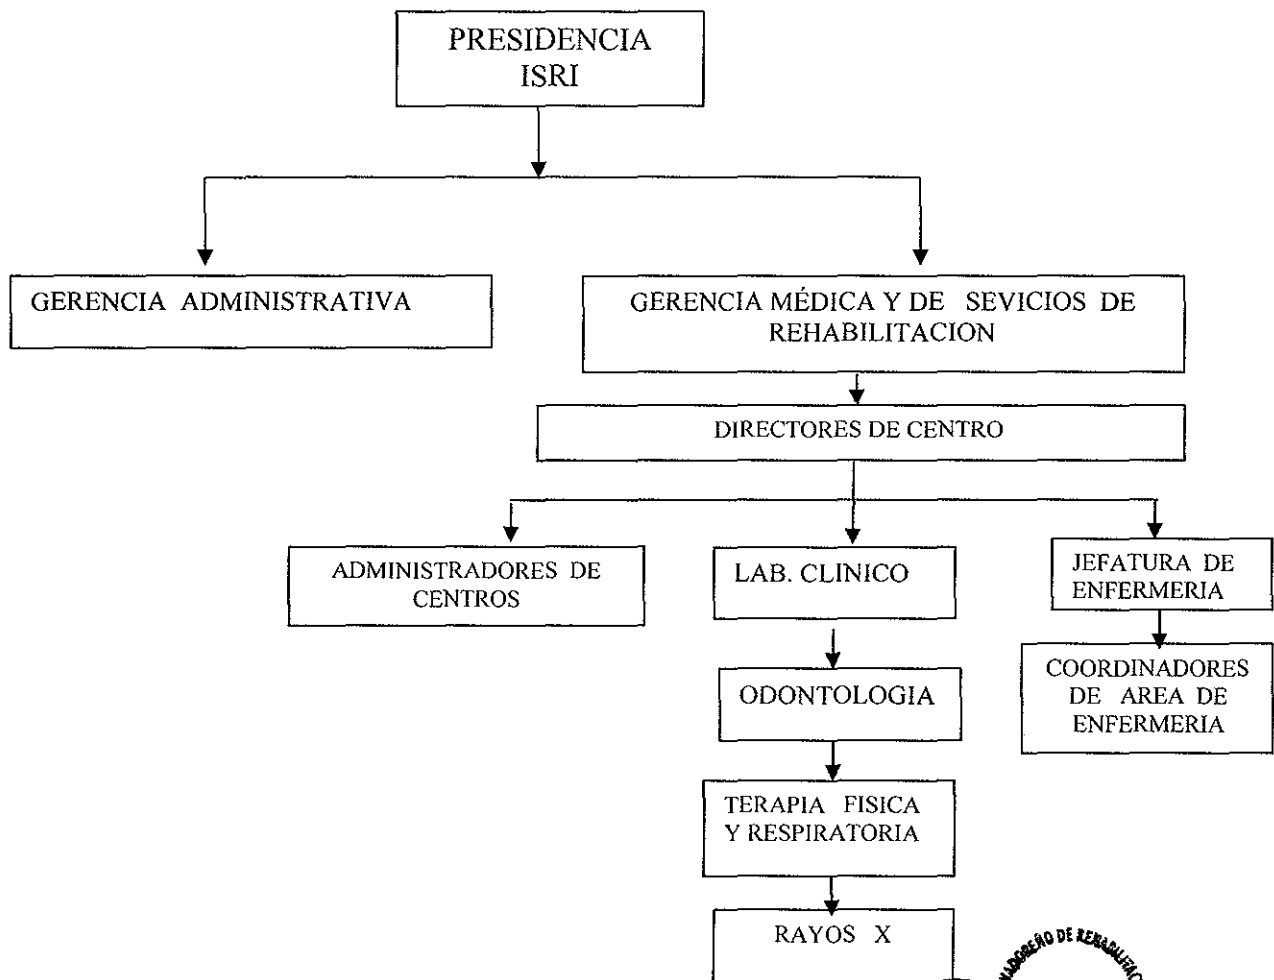 PRESIDENCIA
ISRI
GERENCIA ADMINISTRATIVA
GERENCIA MÉDICA Y DE SEVICIOS DE
REHABILITACION
DIRECTORES DE CENTRO
ADMINISTRADORES DE
CENTROS
LAB. CLINICO
JEFATURA DE
ENFERMERIA
COORDINADORES
DE AREA DE
ENFERMERIA
ODONTOLOGIA
TERAPIA FISICA
Y RESPIRATORIA
RAYOS X
DE